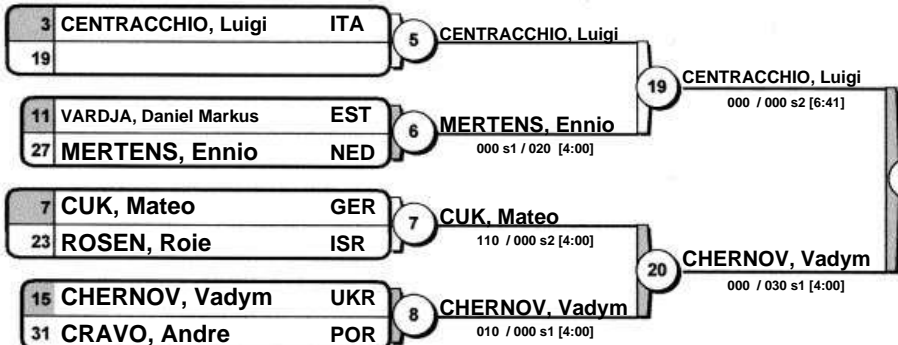 3 CENTRACCHIO, Luigi ITA
19
5 CENTRACCHIO, Luigi
11 VARDJA, Daniel Markus EST
27 MERTENS, Ennio NED
6 MERTENS, Ennio
000 s1 / 020 [4:00]
19 CENTRACCHIO, Luigi
000 / 000 s2 [6:41]
7 CUK, Mateo GER
23 ROSEN, Roie ISR
7 CUK, Mateo
110 / 000 s2 [4:00]
15 CHERNOV, Vadym UKR
31 CRAVO, Andre POR
8 CHERNOV, Vadym
010 / 000 s1 [4:00]
20 CHERNOV, Vadym
000 / 030 s1 [4:00]